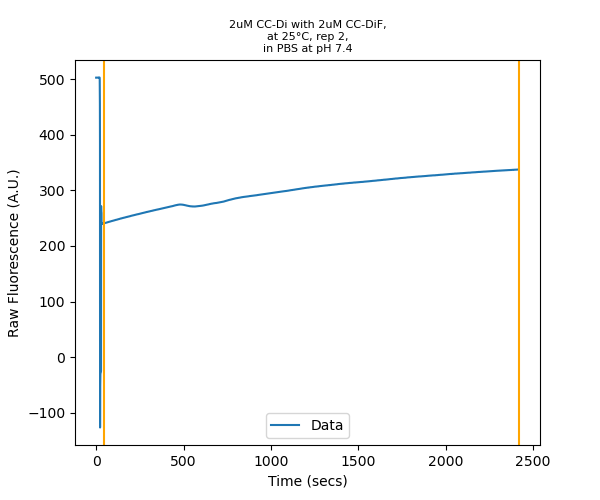 2uM CC-Di with 2uM CC-DiF,
at 25°C, rep 2,
in PBS at pH 7.4
Raw Fluorescence (A.U.)
500
400
300
200
100
0
−100
Data
0
500
1000
1500
2000
2500
Time (secs)